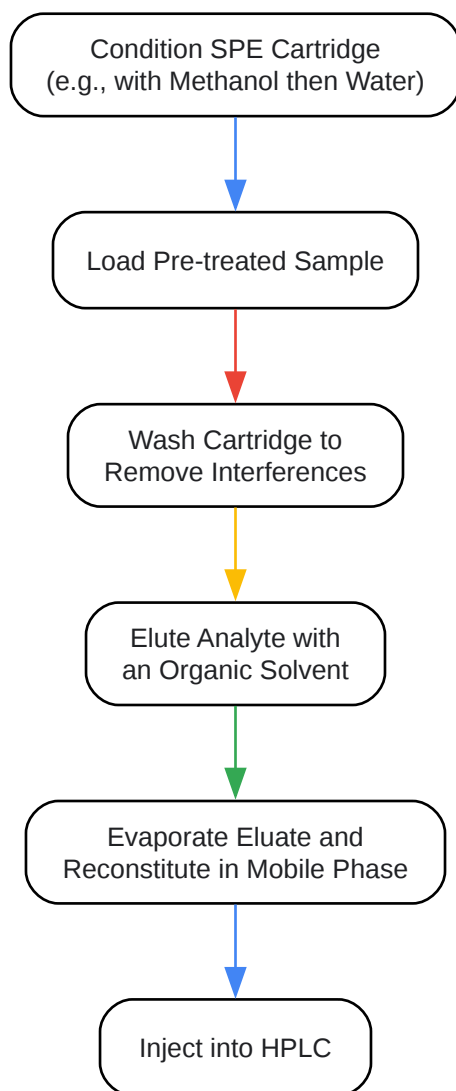 Condition SPE Cartridge
(e.g., with Methanol then Water)
Load Pre-treated Sample
Wash Cartridge to
Remove Interferences
Elute Analyte with
an Organic Solvent
Evaporate Eluate and
Reconstitute in Mobile Phase
Inject into HPLC